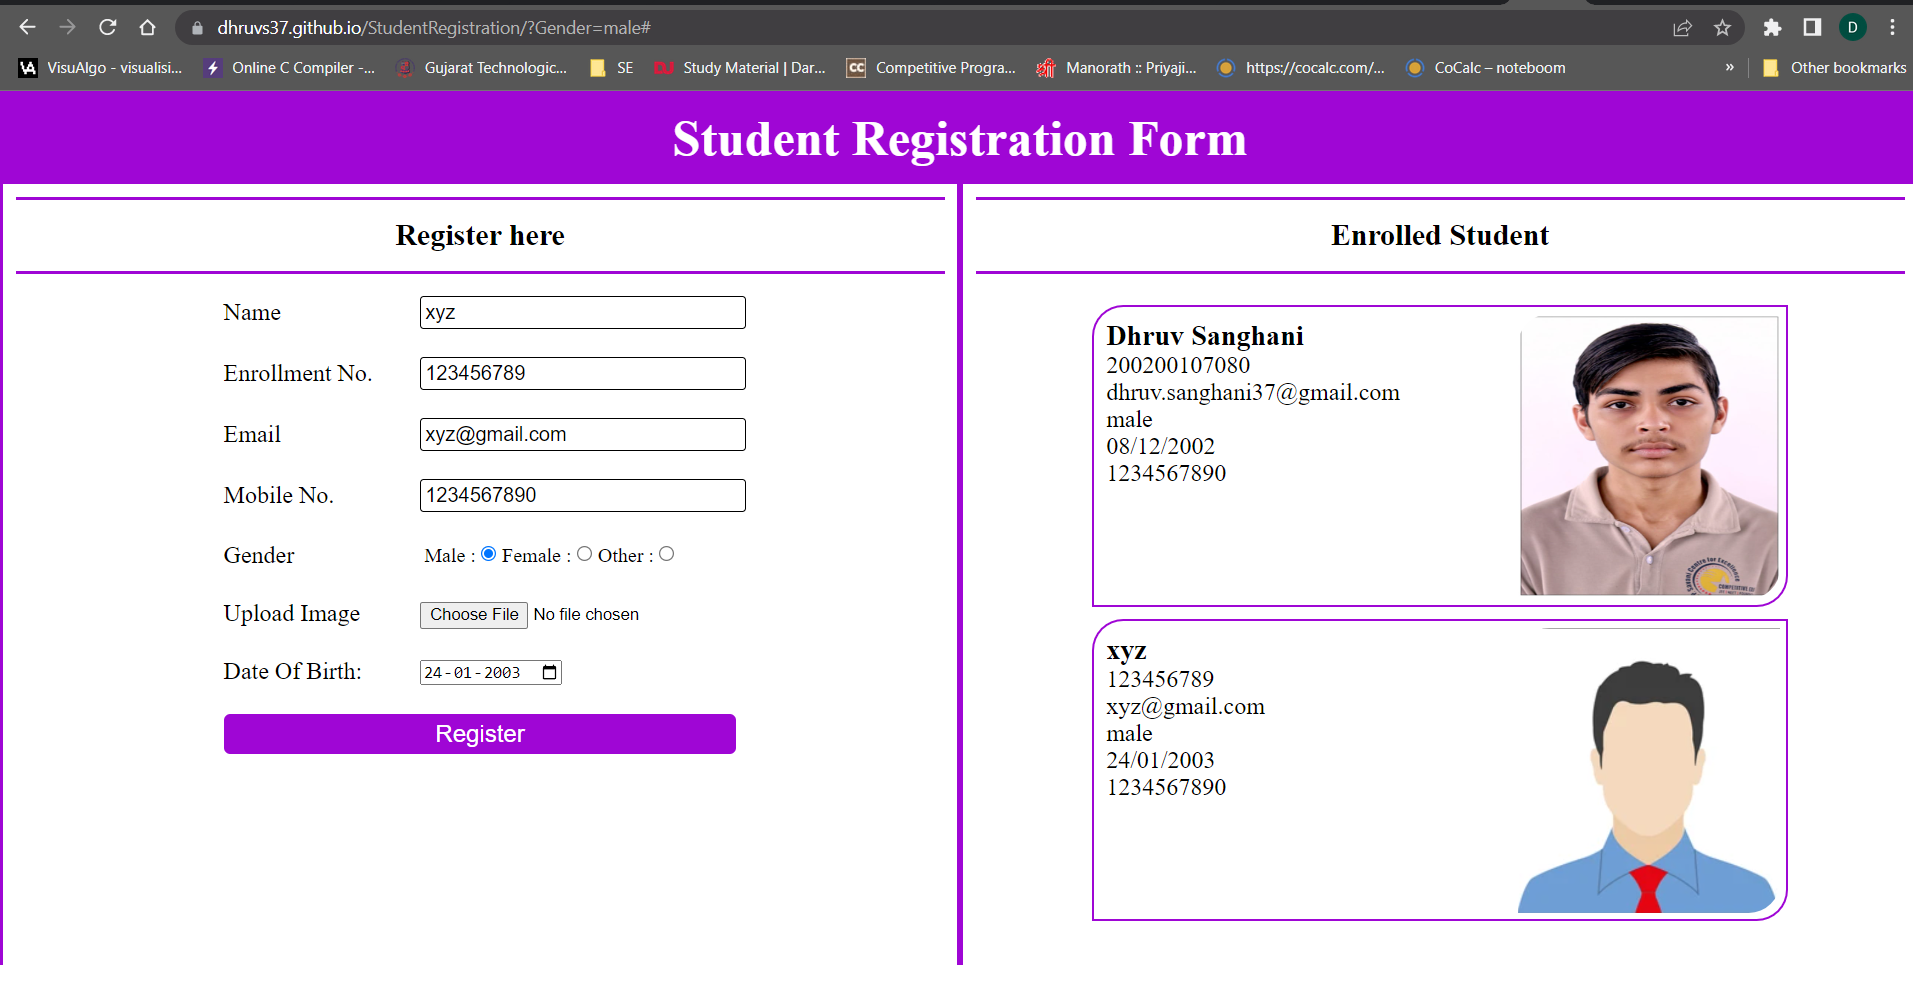 dhruvs37.github.io/StudentRegistration/?Gender=male#
D
VisuAlgo - visualisi... Online C Compiler -... Gujarat Technologic... SE Study Material | Dar... CC Competitive Progra... Manorath :: Priyaji... https://cocalc.com/... CoCalc – noteboom » Other bookmarks
Student Registration Form
Register here
Name xyz
Enrollment No. 123456789
Email xyz@gmail.com
Mobile No. 1234567890
Gender Male : Female : Other :
Upload Image Choose File No file chosen
Date Of Birth: 24-01-2003
Register
Enrolled Student
Dhruv Sanghani
200200107080
dhruv.sanghani37@gmail.com
male
08/12/2002
1234567890
xyz
123456789
xyz@gmail.com
male
24/01/2003
1234567890